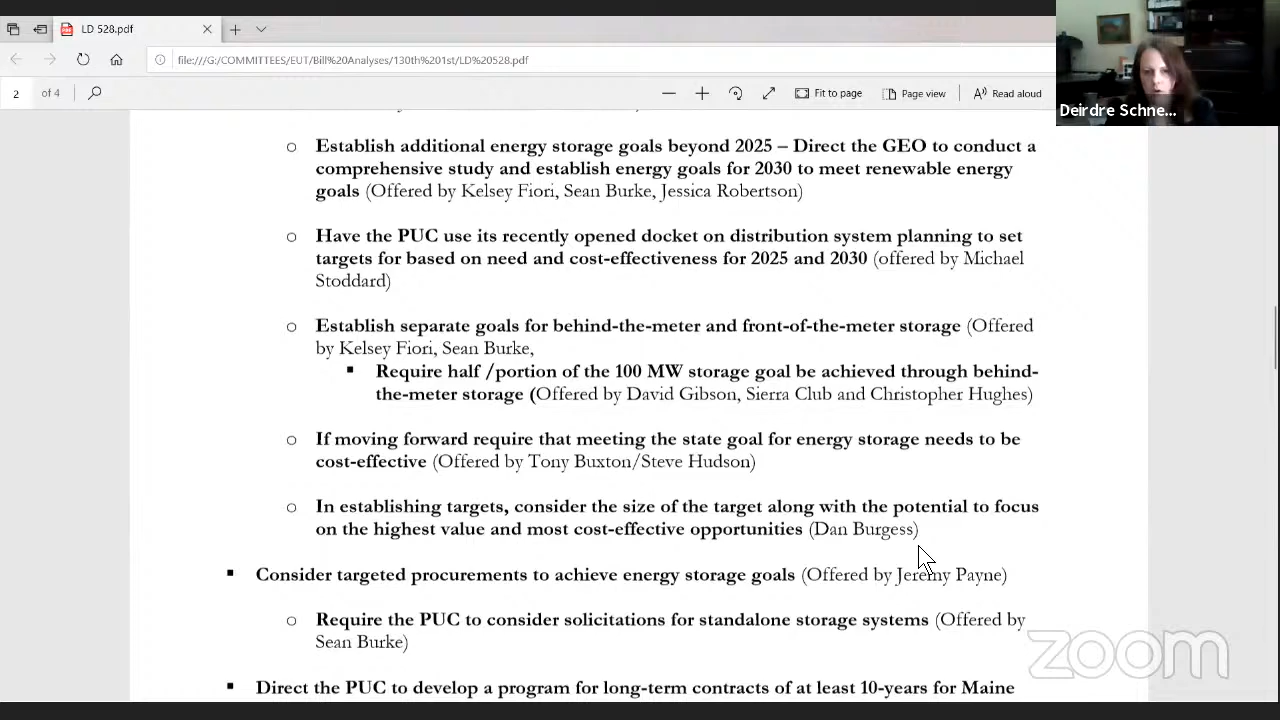 LD 528.pdf
file:///G:/COMMITTEES/EUT/Bill%20Analyses/130th%201st/LD%20528.pdf
2 of 4
Fit to page
Page view
Read aloud
Deirdre Schne...
Establish additional energy storage goals beyond 2025 – Direct the GEO to conduct a
comprehensive study and establish energy goals for 2030 to meet renewable energy
goals (Offered by Kelsey Fiori, Sean Burke, Jessica Robertson)
Have the PUC use its recently opened docket on distribution system planning to set
targets for based on need and cost-effectiveness for 2025 and 2030 (offered by Michael
Stoddard)
Establish separate goals for behind-the-meter and front-of-the-meter storage (Offered
by Kelsey Fiori, Sean Burke,
Require half /portion of the 100 MW storage goal be achieved through behind-
the-meter storage (Offered by David Gibson, Sierra Club and Christopher Hughes)
If moving forward require that meeting the state goal for energy storage needs to be
cost-effective (Offered by Tony Buxton/Steve Hudson)
In establishing targets, consider the size of the target along with the potential to focus
on the highest value and most cost-effective opportunities (Dan Burgess)
Consider targeted procurements to achieve energy storage goals (Offered by Jeremy Payne)
Require the PUC to consider solicitations for standalone storage systems (Offered by
Sean Burke)
Direct the PUC to develop a program for long-term contracts of at least 10-years for Maine
zoom